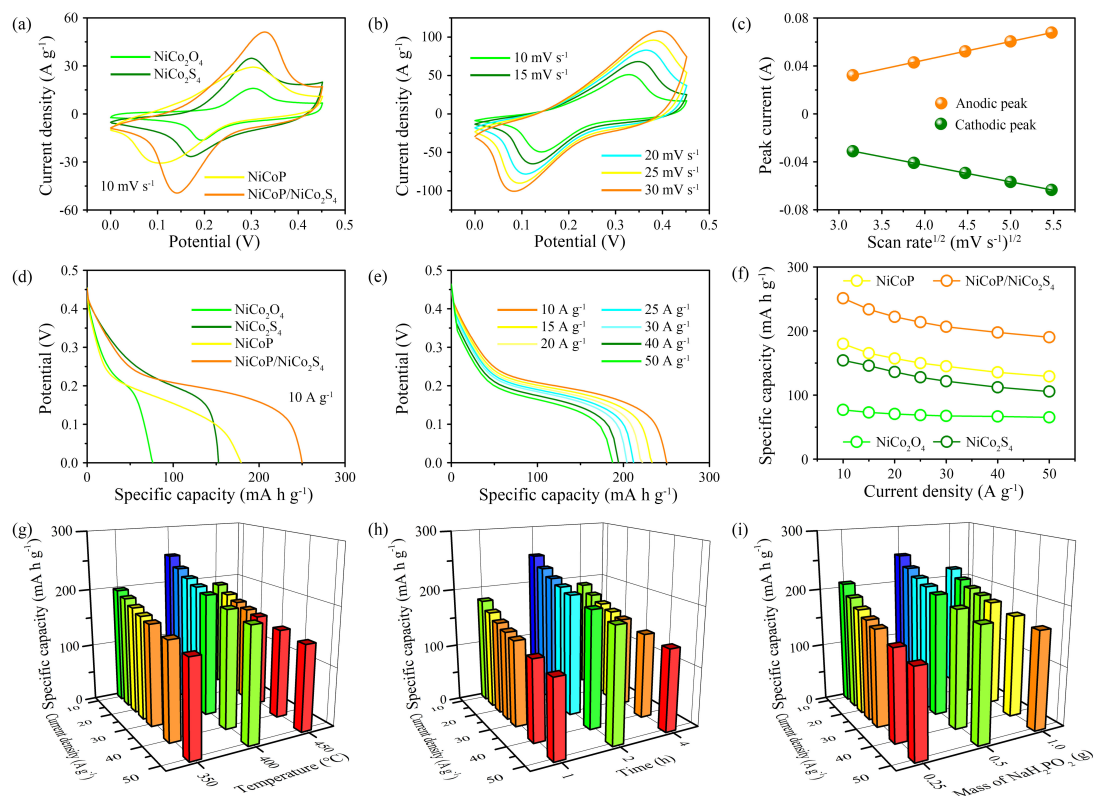 (a)
60
30
0
-30
-60
Current density (A g⁻¹)
NiCo₂O₄
NiCo₂S₄
10 mV s⁻¹
NiCoP
NiCoP/NiCo₂S₄
0.0 0.1 0.2 0.3 0.4 0.5
Potential (V)
(b)
100
50
0
-50
-100
Current density (A g⁻¹)
10 mV s⁻¹
15 mV s⁻¹
20 mV s⁻¹
25 mV s⁻¹
30 mV s⁻¹
0.0 0.1 0.2 0.3 0.4 0.5
Potential (V)
(c)
0.08
0.04
0
-0.04
-0.08
Peak current (A)
Anodic peak
Cathodic peak
3.0 3.5 4.0 4.5 5.0 5.5
Scan rate¹/² (mV s⁻¹)¹/²
(d)
0.5
0.4
0.3
0.2
0.1
0.0
Potential (V)
NiCo₂O₄
NiCo₂S₄
NiCoP
NiCoP/NiCo₂S₄
10 A g⁻¹
0 100 200 300
Specific capacity (mA h g⁻¹)
(e)
0.5
0.4
0.3
0.2
0.1
0.0
Potential (V)
10 A g⁻¹
15 A g⁻¹
20 A g⁻¹
25 A g⁻¹
30 A g⁻¹
40 A g⁻¹
50 A g⁻¹
0 100 200 300
Specific capacity (mA h g⁻¹)
(f)
300
200
100
0
Specific capacity (mA h g⁻¹)
NiCoP
NiCoP/NiCo₂S₄
NiCo₂O₄
NiCo₂S₄
10 20 30 40 50
Current density (A g⁻¹)
(g)
300
200
100
0
Specific capacity (mA h g⁻¹)
10
20
30
40
50
Current density (A g⁻¹)
350
400
450
Temperature (°C)
(h)
300
200
100
0
Specific capacity (mA h g⁻¹)
10
20
30
40
50
Current density (A g⁻¹)
1
2
4
Time (h)
(i)
300
200
100
0
Specific capacity (mA h g⁻¹)
10
20
30
40
50
Current density (A g⁻¹)
0.25
0.5
1.0
Mass of NaH₂PO₂ (g)